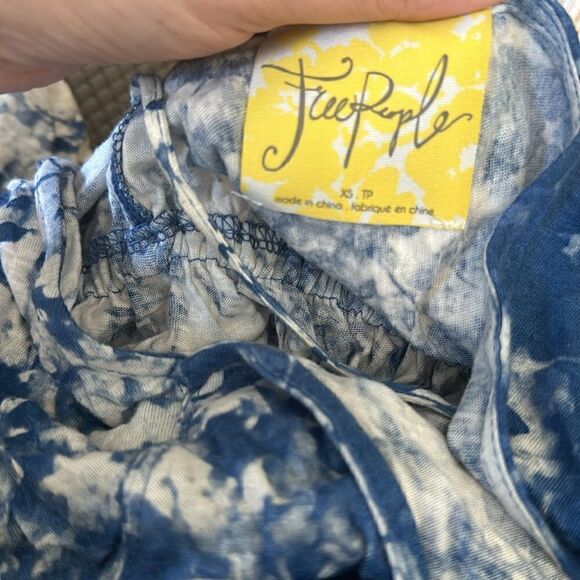 Free People
XS . TP
made in china . fabriqué en chine